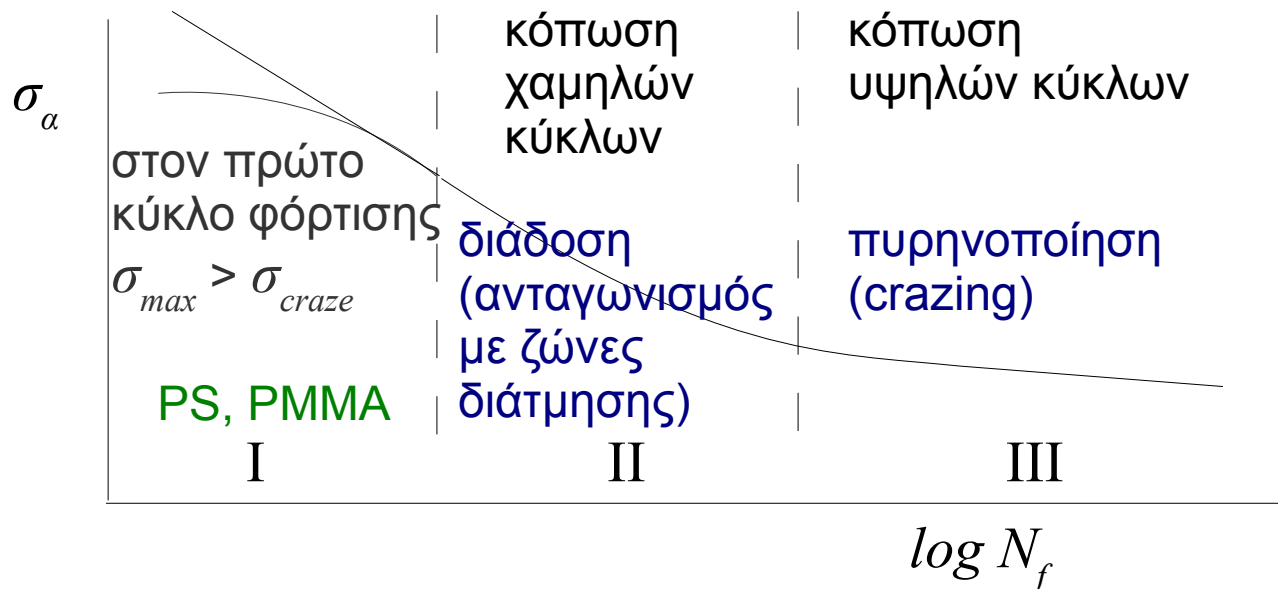 σα
στον πρώτο
κύκλο φόρτισης
σmax > σcraze
PS, PMMA
I
κόπωση
χαμηλών
κύκλων
διάδοση
(ανταγωνισμός
με ζώνες
διάτμησης)
II
κόπωση
υψηλών κύκλων
πυρηνοποίηση
(crazing)
III
log Nf